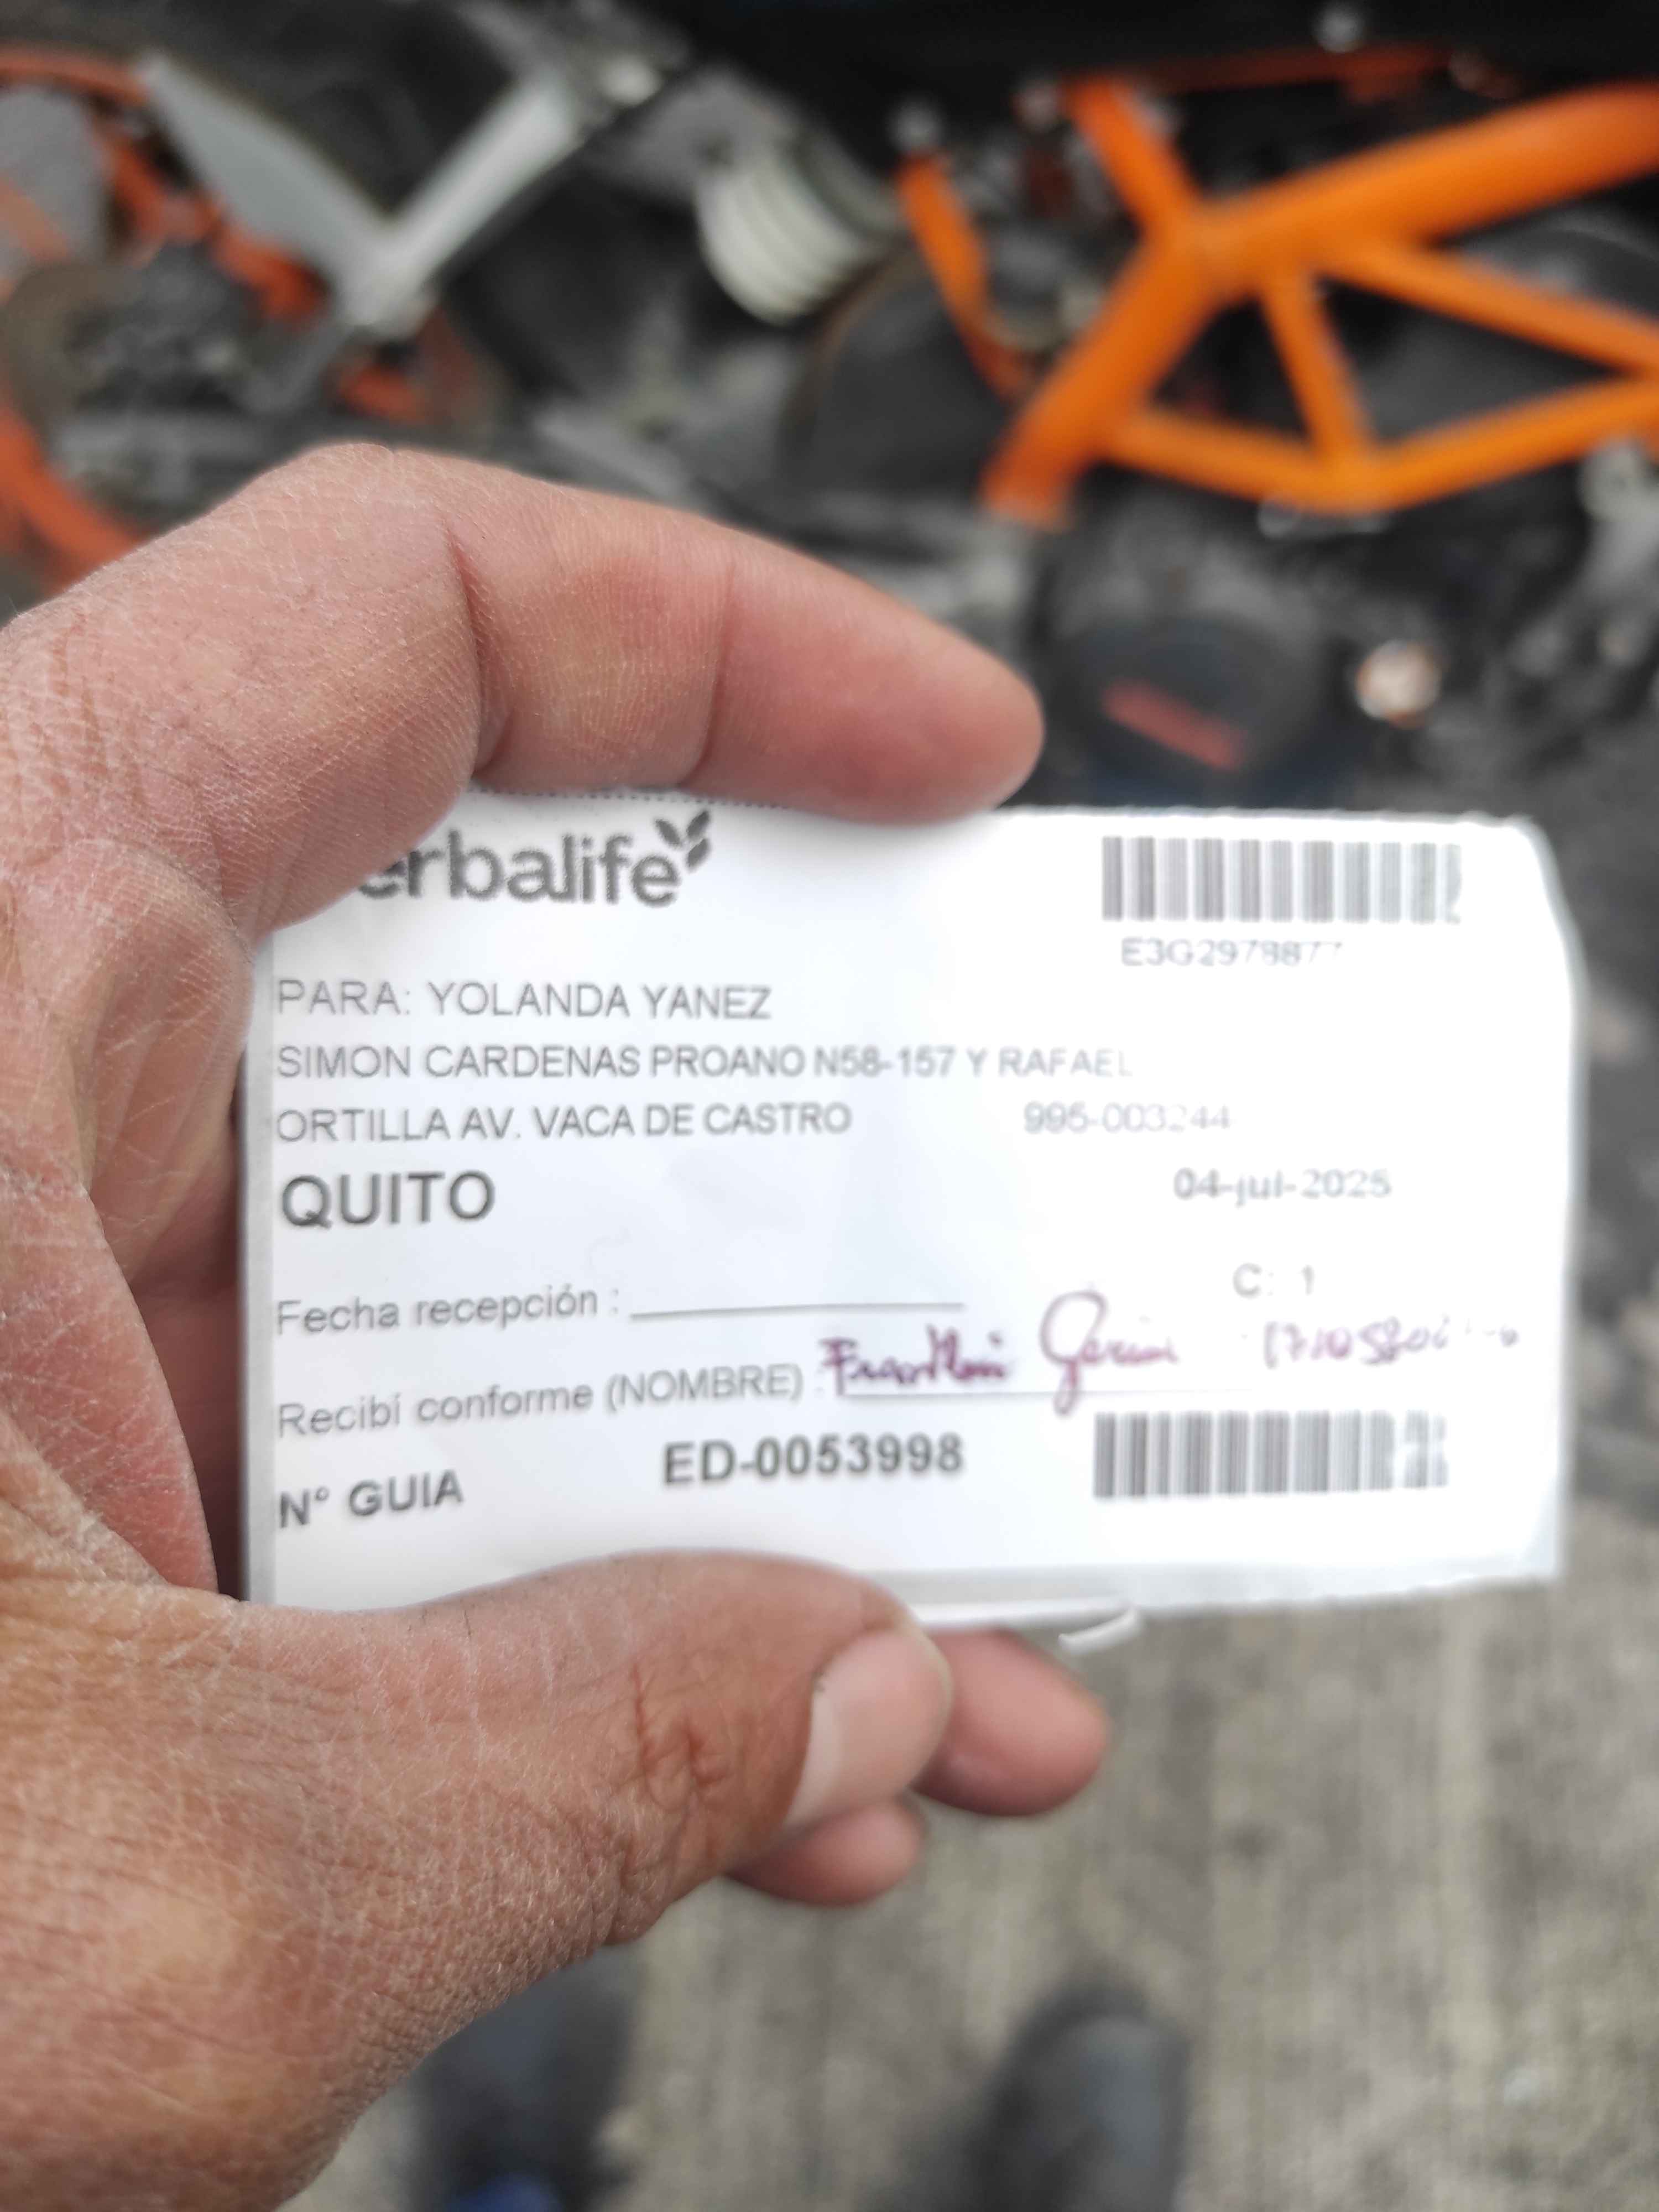 erbalife
E3G2978877
PARA: YOLANDA YANEZ
SIMON CARDENAS PROANO N58-157 Y RAFAEL
ORTILLA AV. VACA DE CASTRO 995-003244
QUITO
04-jul-2025
C: 1
Fecha recepción :
Recibí conforme (NOMBRE)
N° GUIA ED-0053998